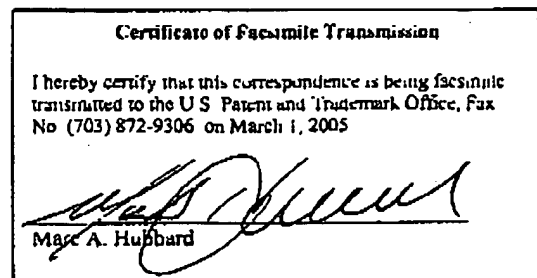 Certificate of Facsimile Transmission
I hereby certify that this correspondence is being facsimile
transmitted to the U S Patent and Trademark Office, Fax
No (703) 872-9306 on March 1, 2005
Marc A. Hubbard